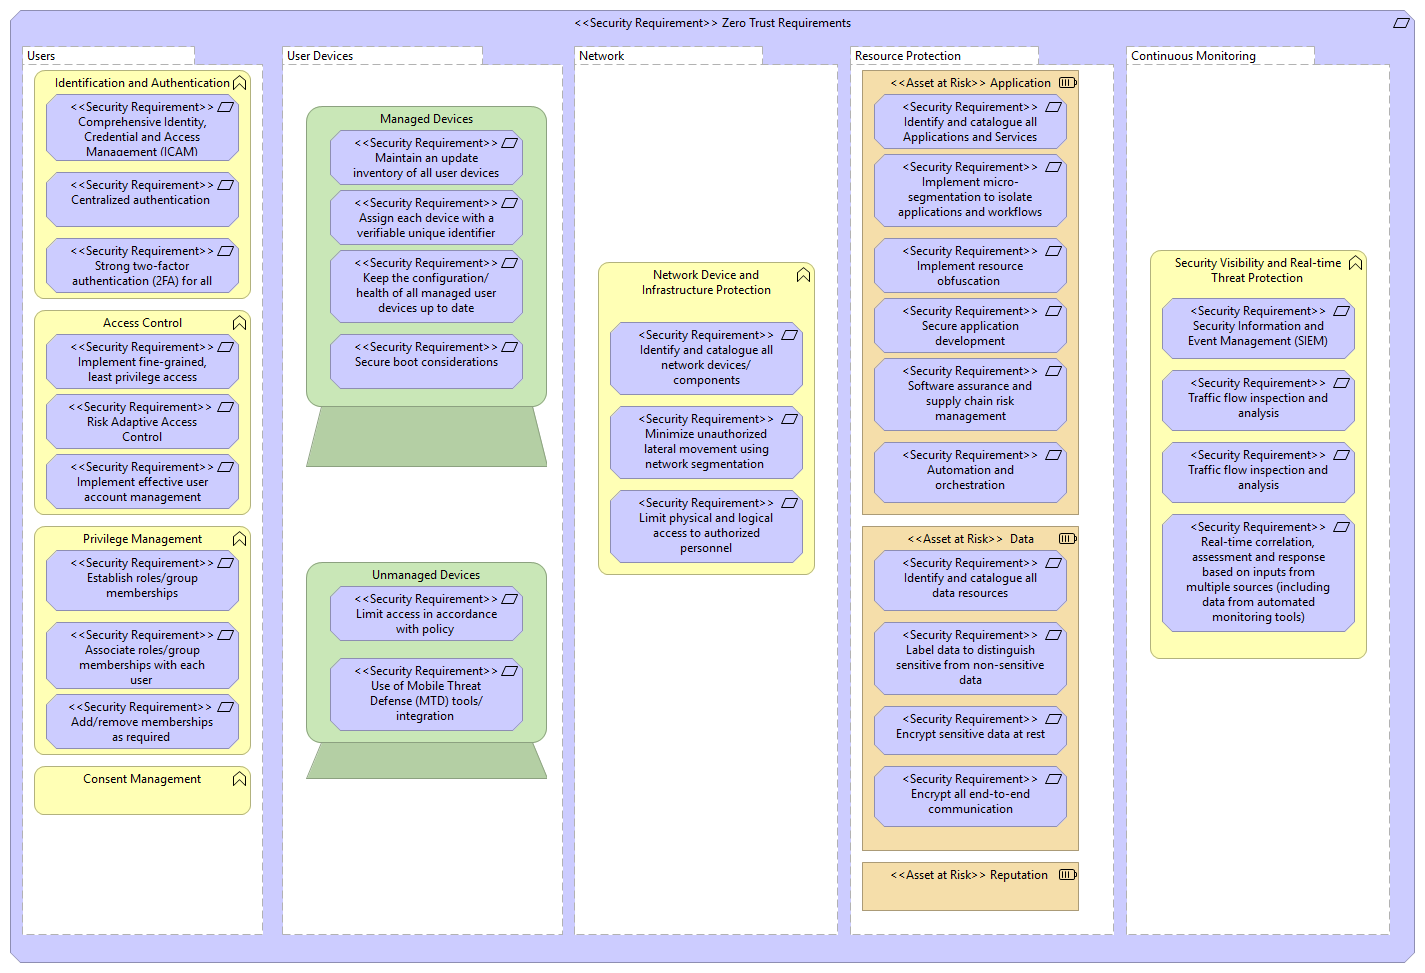 <<Security Requirement>> Zero Trust Requirements
Users
Identification and Authentication
<<Security Requirement>>
Comprehensive Identity,
Credential and Access
Management (ICAM)
<<Security Requirement>>
Centralized authentication
<<Security Requirement>>
Strong two-factor
authentication (2FA) for all
Access Control
<<Security Requirement>>
Implement fine-grained,
least privilege access
<<Security Requirement>>
Risk Adaptive Access
Control
<<Security Requirement>>
Implement effective user
account management
Privilege Management
<<Security Requirement>>
Establish roles/group
memberships
<<Security Requirement>>
Associate roles/group
memberships with each
user
<<Security Requirement>>
Add/remove memberships
as required
Consent Management
User Devices
Managed Devices
<<Security Requirement>>
Maintain an update
inventory of all user devices
<<Security Requirement>>
Assign each device with a
verifiable unique identifier
<<Security Requirement>>
Keep the configuration/
health of all managed user
devices up to date
<<Security Requirement>>
Secure boot considerations
Unmanaged Devices
<<Security Requirement>>
Limit access in accordance
with policy
<<Security Requirement>>
Use of Mobile Threat
Defense (MTD) tools/
integration
Network
Network Device and
Infrastructure Protection
<<Security Requirement>>
Identify and catalogue all
network devices/
components
<<Security Requirement>>
Minimize unauthorized
lateral movement using
network segmentation
<<Security Requirement>>
Limit physical and logical
access to authorized
personnel
Resource Protection
<<Asset at Risk>> Application
<<Security Requirement>>
Identify and catalogue all
Applications and Services
<<Security Requirement>>
Implement micro-
segmentation to isolate
applications and workflows
<<Security Requirement>>
Implement resource
obfuscation
<<Security Requirement>>
Secure application
development
<<Security Requirement>>
Software assurance and
supply chain risk
management
<<Security Requirement>>
Automation and
orchestration
<<Asset at Risk>> Data
<<Security Requirement>>
Identify and catalogue all
data resources
<<Security Requirement>>
Label data to distinguish
sensitive from non-sensitive
data
<<Security Requirement>>
Encrypt sensitive data at rest
<<Security Requirement>>
Encrypt all end-to-end
communication
<<Asset at Risk>> Reputation
Continuous Monitoring
Security Visibility and Real-time
Threat Protection
<<Security Requirement>>
Security Information and
Event Management (SIEM)
<<Security Requirement>>
Traffic flow inspection and
analysis
<<Security Requirement>>
Traffic flow inspection and
analysis
<<Security Requirement>>
Real-time correlation,
assessment and response
based on inputs from
multiple sources (including
data from automated
monitoring tools)